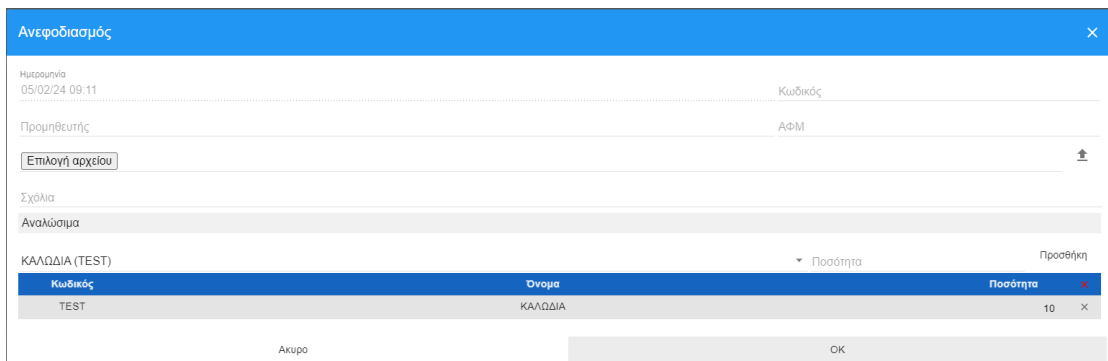 Ανεφοδιασμός ×
Ημερομηνία
05/02/24 09:11 Κωδικός
Προμηθευτής ΑΦΜ
Επιλογή αρχείου
Σχόλια
Αναλώσιμα
ΚΑΛΩΔΙΑ (TEST) Ποσότητα Προσθήκη
Κωδικός Όνομα Ποσότητα ×
TEST ΚΑΛΩΔΙΑ 10 ×
Ακυρο OK